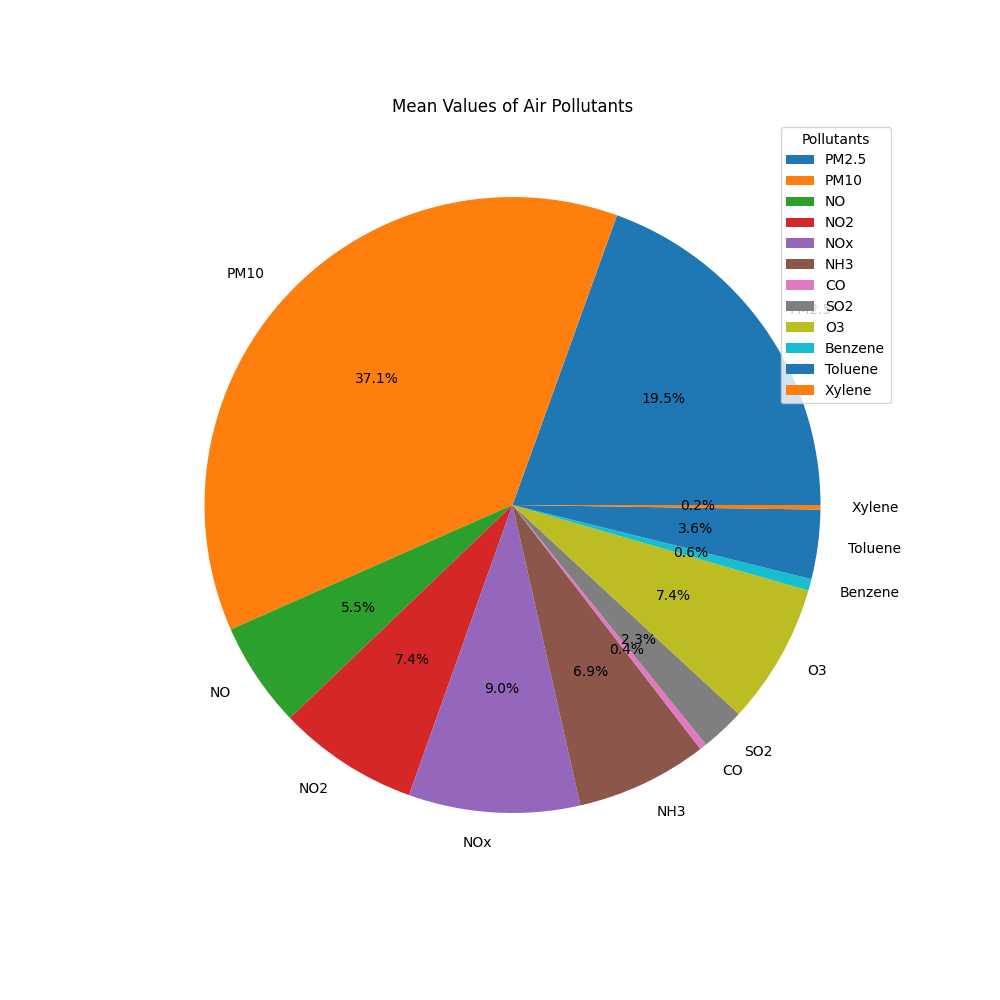 Mean Values of Air Pollutants
Pollutants
PM2.5
PM10
NO
NO2
NOx
NH3
CO
SO2
O3
Benzene
Toluene
Xylene
PM2.5
PM10
37.1%
19.5%
0.2%
Xylene
3.6%
Toluene
0.6%
Benzene
7.4%
O3
5.5%
NO
2.3%
SO2
0.4%
CO
7.4%
NO2
6.9%
NH3
9.0%
NOx